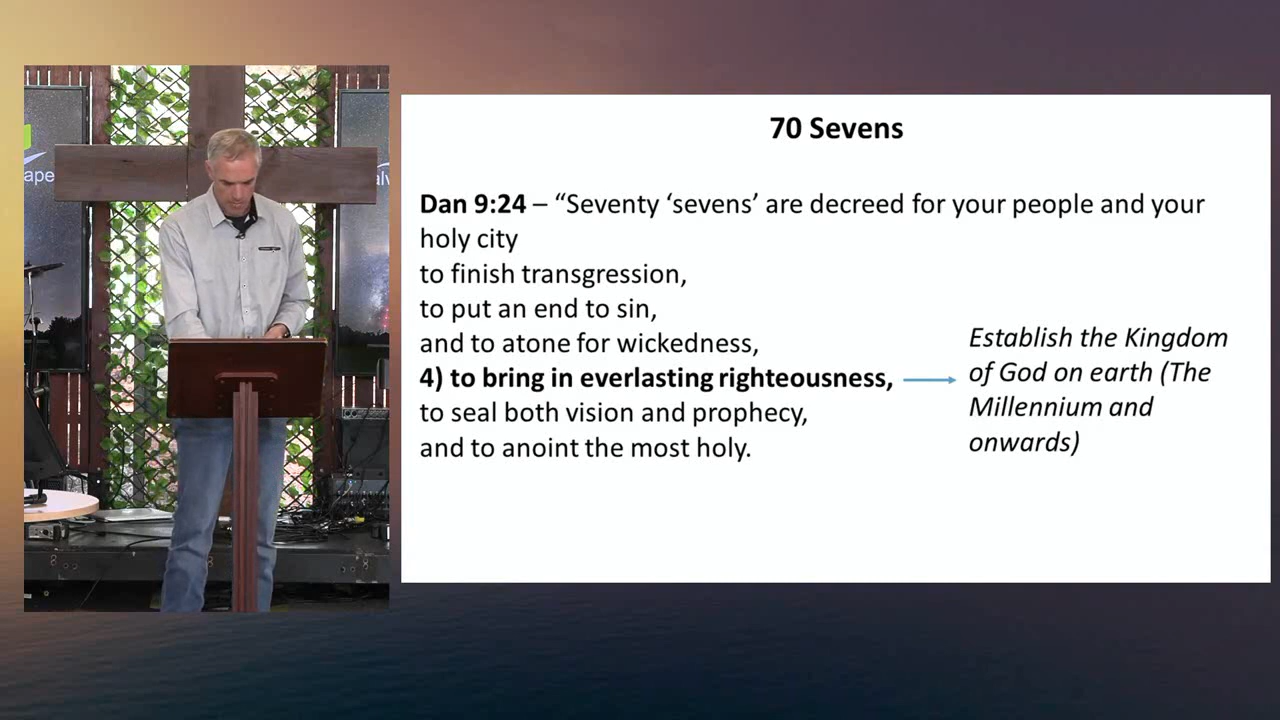 70 Sevens
Dan 9:24 – “Seventy ‘sevens’ are decreed for your people and your
holy city
to finish transgression,
to put an end to sin,
and to atone for wickedness,
4) to bring in everlasting righteousness,
to seal both vision and prophecy,
and to anoint the most holy.
Establish the Kingdom
of God on earth (The
Millennium and
onwards)
ape
alv